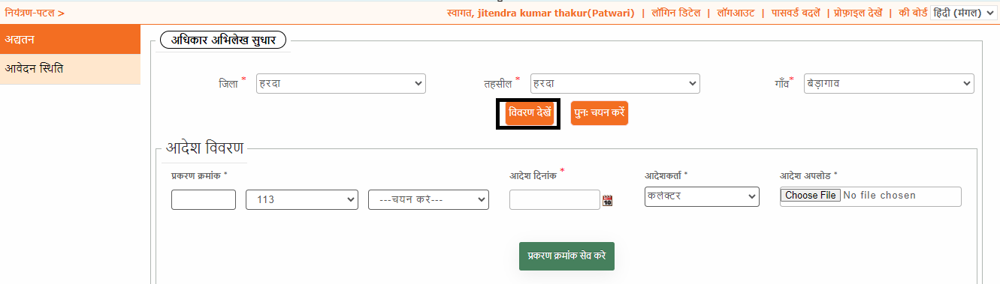 नियंत्रण-पटल > स्वागत, jitendra kumar thakur(Patwari) | लॉगिन डिटेल | लॉगआउट | पासवर्ड बदलें | प्रोफ़ाइल देखें | की बोर्ड हिंदी (मंगल)
अद्यतन
आवेदन स्थिति
अधिकार अभिलेख सुधार
जिला * हरदा तहसील * हरदा गाँव* बेड़ागाव
विवरण देखें पुनः चयन करें
आदेश विवरण
प्रकरण क्रमांक * आदेश दिनांक * आदेशकर्ता * आदेश अपलोड *
113 ---चयन करे--- कलेक्टर Choose File No file chosen
प्रकरण क्रमांक सेव करे